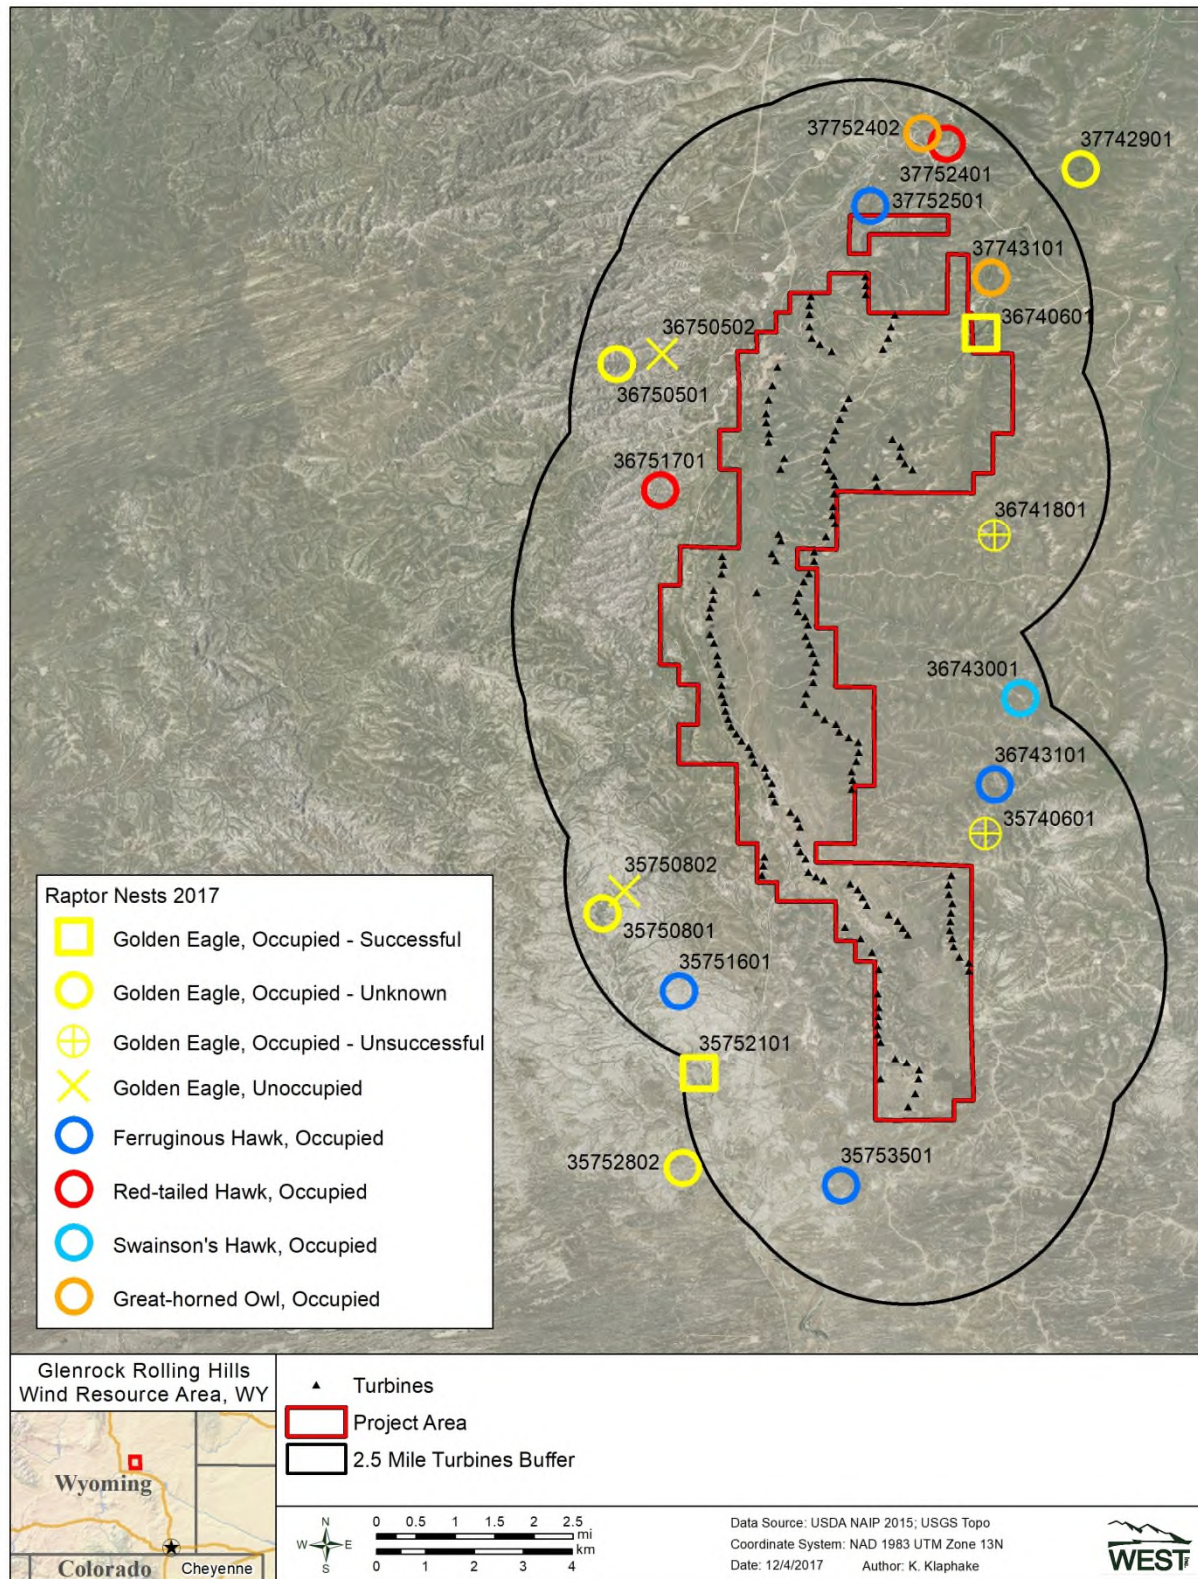 37752402
37742901
37752401
37752501
37743101
36740601
36750502
36750501
36751701
36741801
36743001
36743101
35740601
35750802
35750801
35751601
35752101
35752802
35753501
Raptor Nests 2017
Golden Eagle, Occupied - Successful
Golden Eagle, Occupied - Unknown
Golden Eagle, Occupied - Unsuccessful
Golden Eagle, Unoccupied
Ferruginous Hawk, Occupied
Red-tailed Hawk, Occupied
Swainson's Hawk, Occupied
Great-horned Owl, Occupied
Glenrock Rolling Hills
Wind Resource Area, WY
Wyoming
Colorado
Cheyenne
Turbines
Project Area
2.5 Mile Turbines Buffer
N
W E
S
0 0.5 1 1.5 2 2.5
mi
km
0 1 2 3 4
Data Source: USDA NAIP 2015; USGS Topo
Coordinate System: NAD 1983 UTM Zone 13N
Date: 12/4/2017 Author: K. Klaphake
WEST Inc.